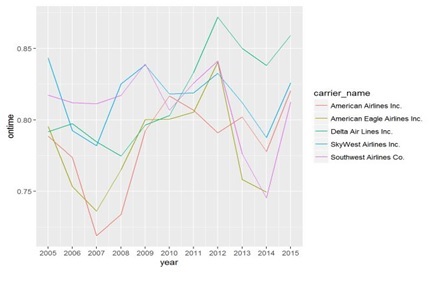 0.85
0.80
0.75
ontime
2005 2006 2007 2008 2009 2010 2011 2012 2013 2014 2015
year
carrier_name
American Airlines Inc.
American Eagle Airlines Inc.
Delta Air Lines Inc.
SkyWest Airlines Inc.
Southwest Airlines Co.